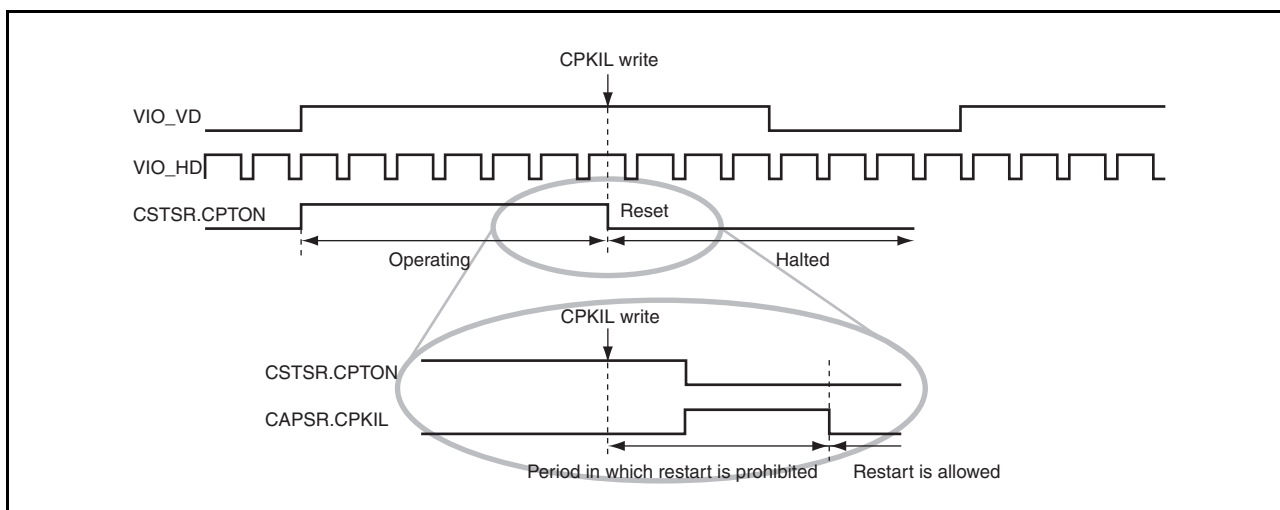 CPKIL write
VIO_VD
VIO_HD
CSTSR.CPTON
Reset
Operating
Halted
CPKIL write
CSTSR.CPTON
CAPSR.CPKIL
Period in which restart is prohibited
Restart is allowed